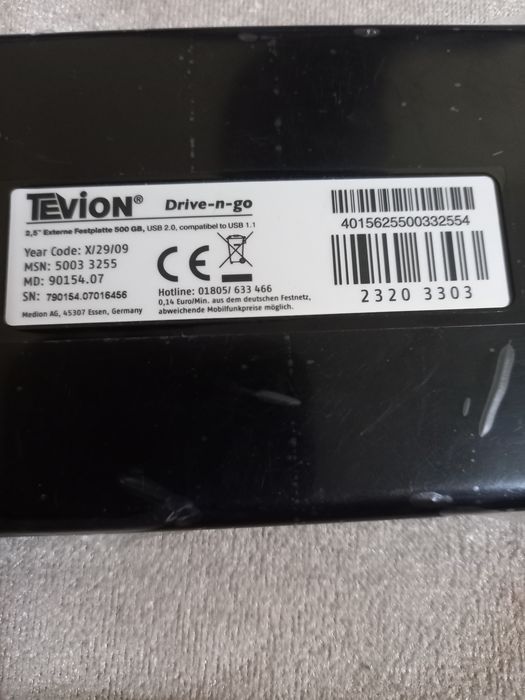 TEVION® Drive-n-go
2,5" Externe Festplatte 500 GB, USB 2.0, compatibel to USB 1.1
Year Code: X/29/09
MSN: 5003 3255
MD: 90154.07
SN: 790154.07016456
Medion AG, 45307 Essen, Germany
CE
Hotline: 01805/ 633 466
0,14 Euro/Min. aus dem deutschen Festnetz,
abweichende Mobilfunkpreise möglich.
4015625500332554
2320 3303